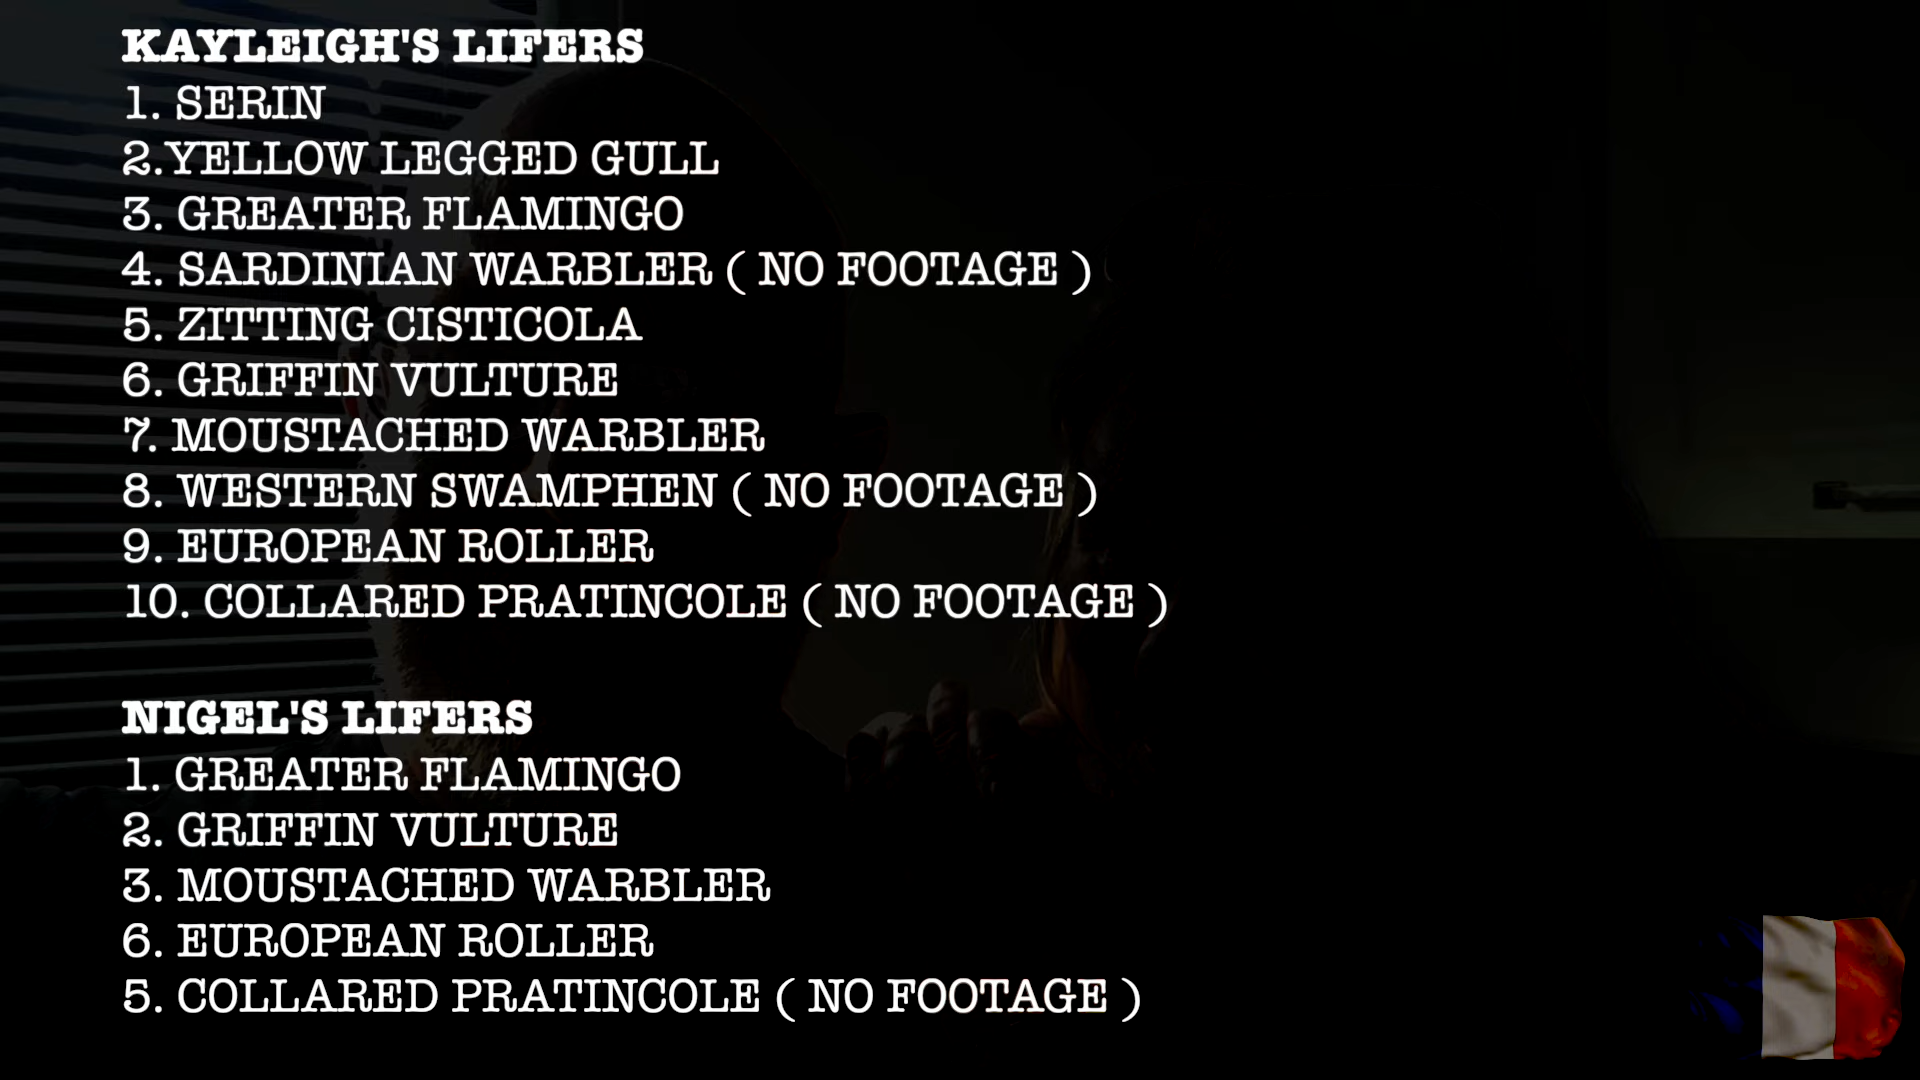 KAYLEIGH'S LIFERS
1. SERIN
2.YELLOW LEGGED GULL
3. GREATER FLAMINGO
4. SARDINIAN WARBLER ( NO FOOTAGE )
5. ZITTING CISTICOLA
6. GRIFFIN VULTURE
7. MOUSTACHED WARBLER
8. WESTERN SWAMPHEN ( NO FOOTAGE )
9. EUROPEAN ROLLER
10. COLLARED PRATINCOLE ( NO FOOTAGE )
NIGEL'S LIFERS
1. GREATER FLAMINGO
2. GRIFFIN VULTURE
3. MOUSTACHED WARBLER
6. EUROPEAN ROLLER
5. COLLARED PRATINCOLE ( NO FOOTAGE )